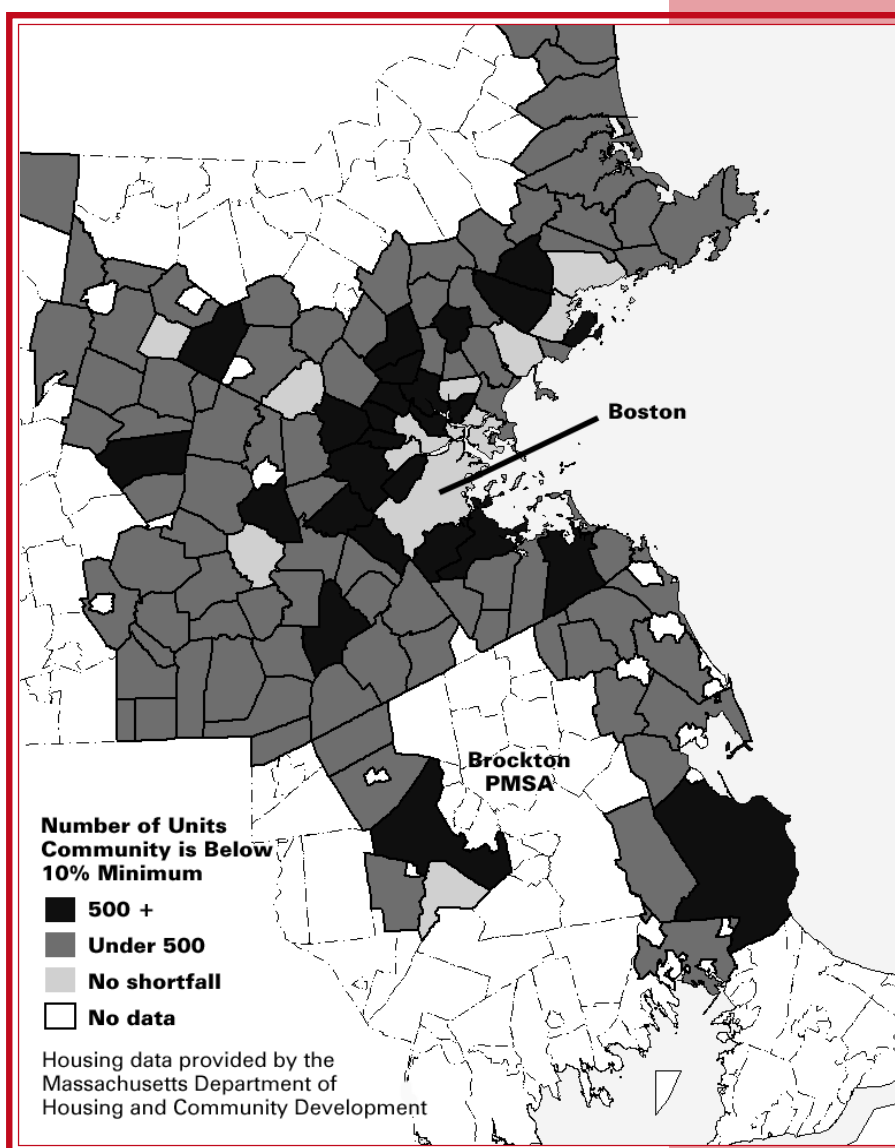 Boston
Brockton
PMSA
Number of Units
Community is Below
10% Minimum
500 +
Under 500
No shortfall
No data
Housing data provided by the
Massachusetts Department of
Housing and Community Development